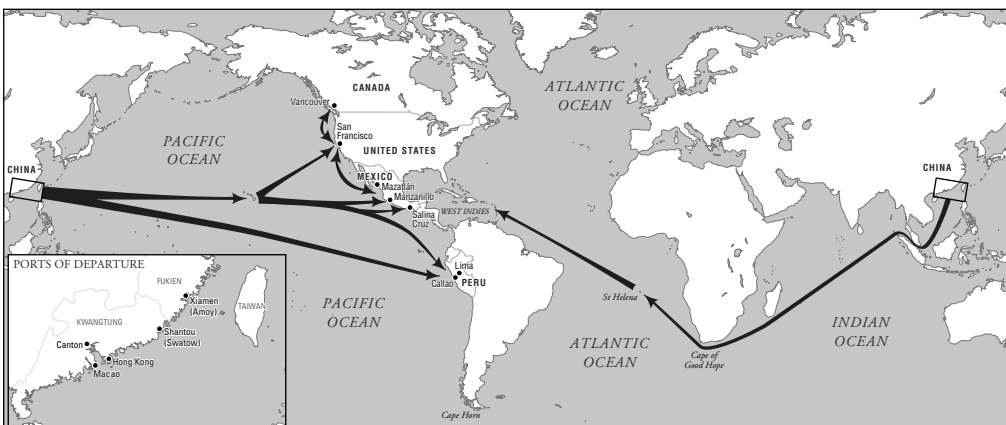 ATLANTIC
OCEAN
CANADA
Vancouver
San
Francisco
PACIFIC
OCEAN
UNITED STATES
CHINA
MEXICO
Mazatlán
Manzanillo
Salina
Cruz
WEST INDIES
CHINA
PORTS OF DEPARTURE
FUKIEN
Xiamen
(Amoy)
TAIWAN
KWANGTUNG
Shantou
(Swatow)
Canton
Hong Kong
Macao
Lima
Callao
PERU
PACIFIC
OCEAN
St Helena
ATLANTIC
OCEAN
INDIAN
OCEAN
Cape of
Good Hope
Cape Horn